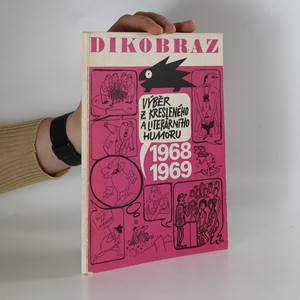 DIKOBRAZ
VÝBĚR
Z KRESLENÉHO
A LITERÁRNÍHO
HUMORU
1968
1969